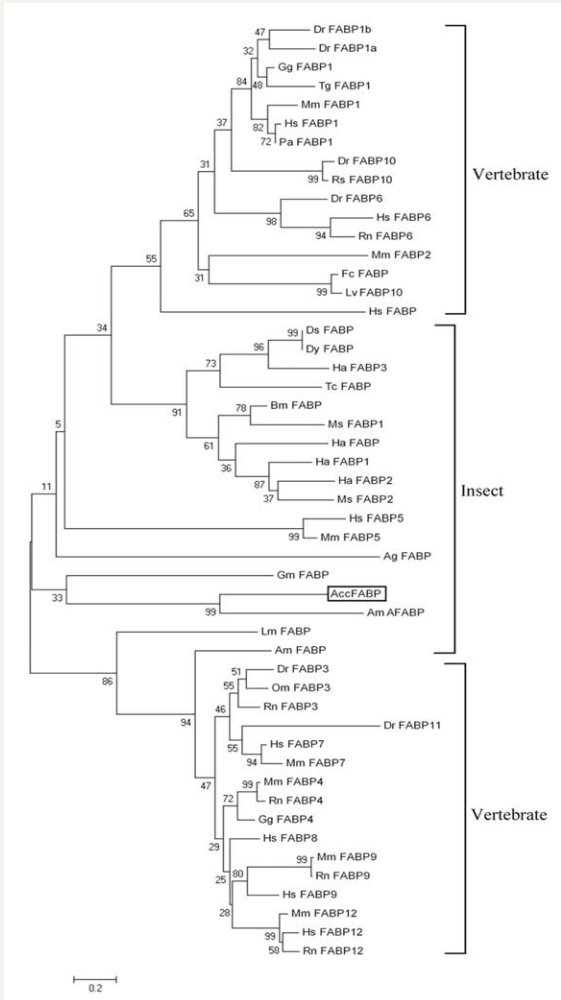 Dr FABP1b
47
Dr FABP1a
32
Gg FABP1
48
Tg FABP1
84
Mm FABP1
82
Hs FABP1
72
Pa FABP1
37
Dr FABP10
99
Rs FABP10
31
Dr FABP6
98
Hs FABP6
94
Rn FABP6
65
Mm FABP2
31
Fc FABP
99
Lv FABP10
55
Hs FABP
Vertebrate
34
Ds FABP
99
Dy FABP
96
Ha FABP3
73
Tc FABP
91
Bm FABP
78
Ms FABP1
61
Ha FABP
36
Ha FABP1
87
Ha FABP2
37
Ms FABP2
5
Hs FABP5
99
Mm FABP5
11
Ag FABP
Gm FABP
33
AccFABP
99
Am AFABP
Lm FABP
86
Am FABP
Insect
94
Dr FABP3
51
Om FABP3
55
Rn FABP3
46
Dr FABP11
55
Hs FABP7
94
Mm FABP7
47
Mm FABP4
99
Rn FABP4
72
Gg FABP4
29
Hs FABP8
25
Mm FABP9
99
Rn FABP9
80
Hs FABP9
28
Mm FABP12
99
Hs FABP12
58
Rn FABP12
Vertebrate
0.2